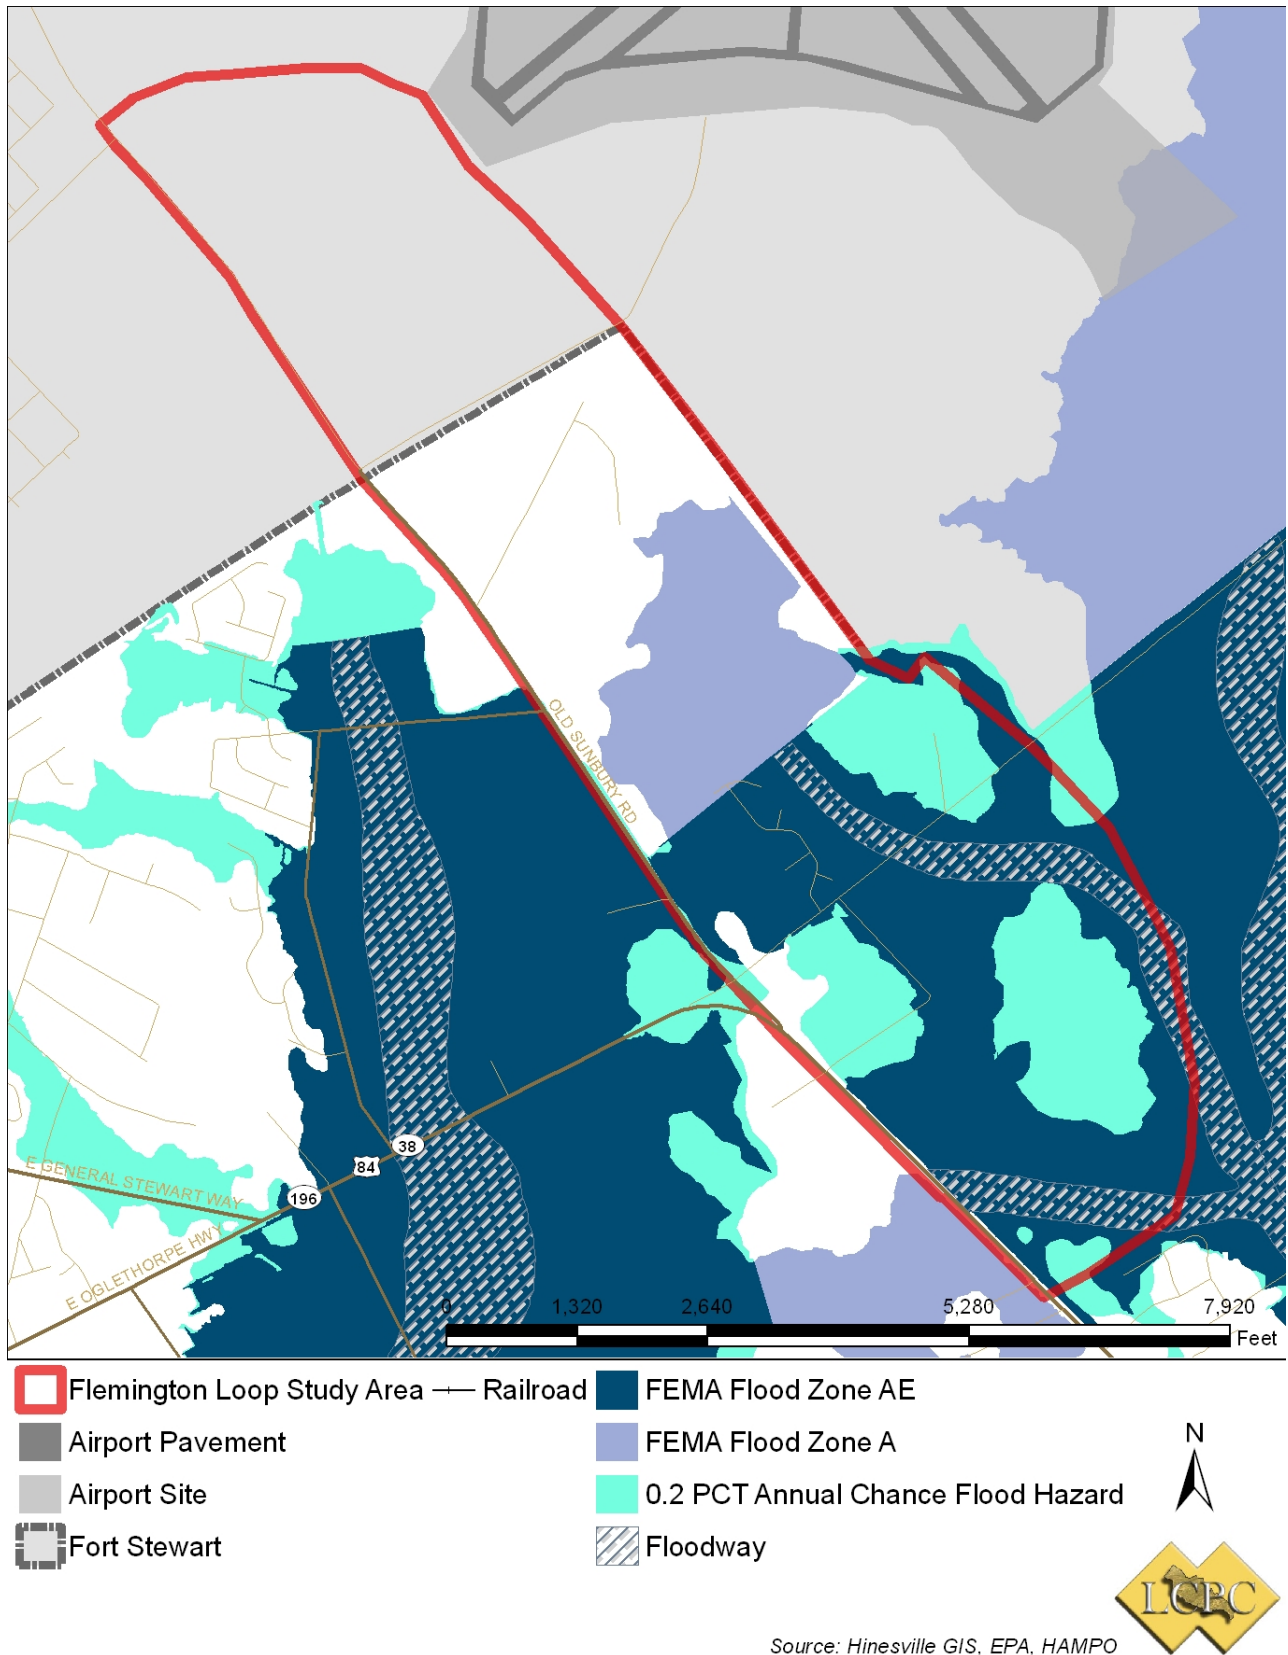 OLD SUNBURY RD
38
84
196
E GENERAL STEWART WAY
E OGLETHORPE HWY
0 1,320 2,640 5,280 7,920
Feet
Flemington Loop Study Area
Railroad
FEMA Flood Zone AE
Airport Pavement
FEMA Flood Zone A
Airport Site
0.2 PCT Annual Chance Flood Hazard
Fort Stewart
Floodway
N
LCPC
Source: Hinesville GIS, EPA, HAMPO